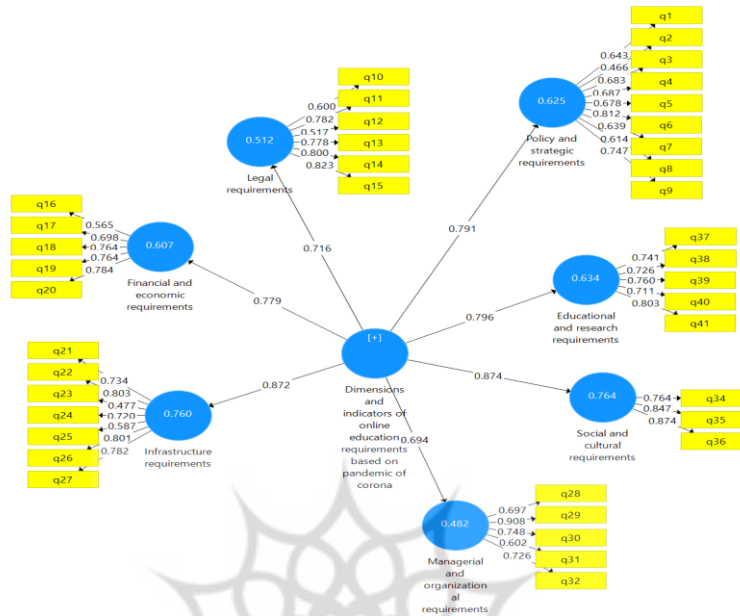 q1
q2
q3
q4
q5
q6
q7
q8
q9
0.643
0.466
0.683
0.687
0.678
0.812
0.639
0.614
0.747
0.625
Policy and
strategic
requirements
0.791
q10
q11
q12
q13
q14
q15
0.600
0.782
0.517
0.778
0.800
0.823
0.512
Legal
requirements
0.716
q16
q17
q18
q19
q20
0.565
0.698
0.764
0.764
0.784
0.607
Financial and
economic
requirements
0.779
q37
q38
q39
q40
q41
0.741
0.726
0.760
0.711
0.803
0.634
Educational
and research
requirements
0.796
[+]
Dimensions
and
indicators of
online
education
requirements
based on
pandemic of
corona
q21
q22
q23
q24
q25
q26
q27
0.734
0.803
0.477
0.720
0.587
0.801
0.782
0.760
Infrastructure
requirements
0.872
0.874
0.764
Social and
cultural
requirements
0.764
0.847
0.874
q34
q35
q36
0.694
0.482
Managerial
and
organization
al
requirements
0.697
0.908
0.748
0.602
0.726
q28
q29
q30
q31
q32